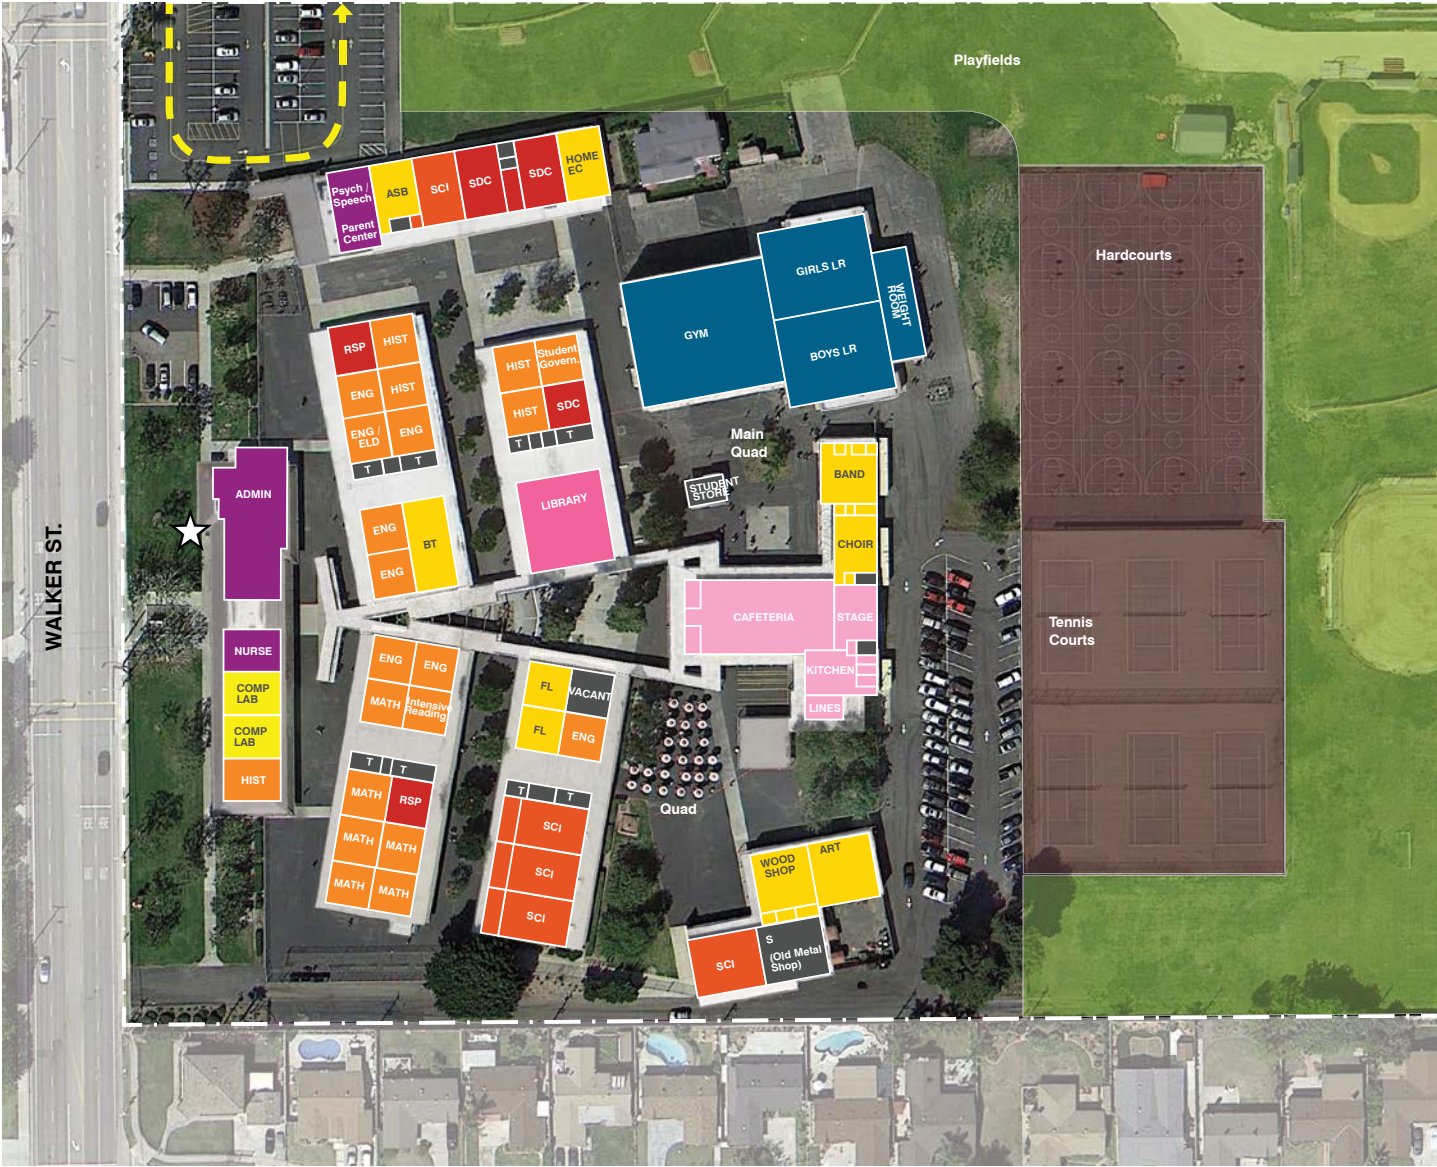 Playfields
Psych /
Speech
Parent
Center
ASB
SCI
SDC
SDC
HOME
EC
Hardcourts
GIRLS LR
WEIGHT
ROOM
GYM
BOYS LR
RSP
HIST
ENG
HIST
ENG /
ELD
ENG
T
T
HIST
Student
Govern.
HIST
SDC
T
T
Main
Quad
STUDENT
STORE
BAND
CHOIR
ADMIN
LIBRARY
ENG
BT
ENG
WALKER ST.
CAFETERIA
STAGE
KITCHEN
LINES
Tennis
Courts
NURSE
COMP
LAB
COMP
LAB
HIST
ENG
ENG
MATH
Intensive
Reading
T
T
MATH
RSP
MATH
MATH
MATH
MATH
FL
VACANT
FL
ENG
T
T
SCI
SCI
SCI
Quad
WOOD
SHOP
ART
SCI
S
(Old Metal
Shop)